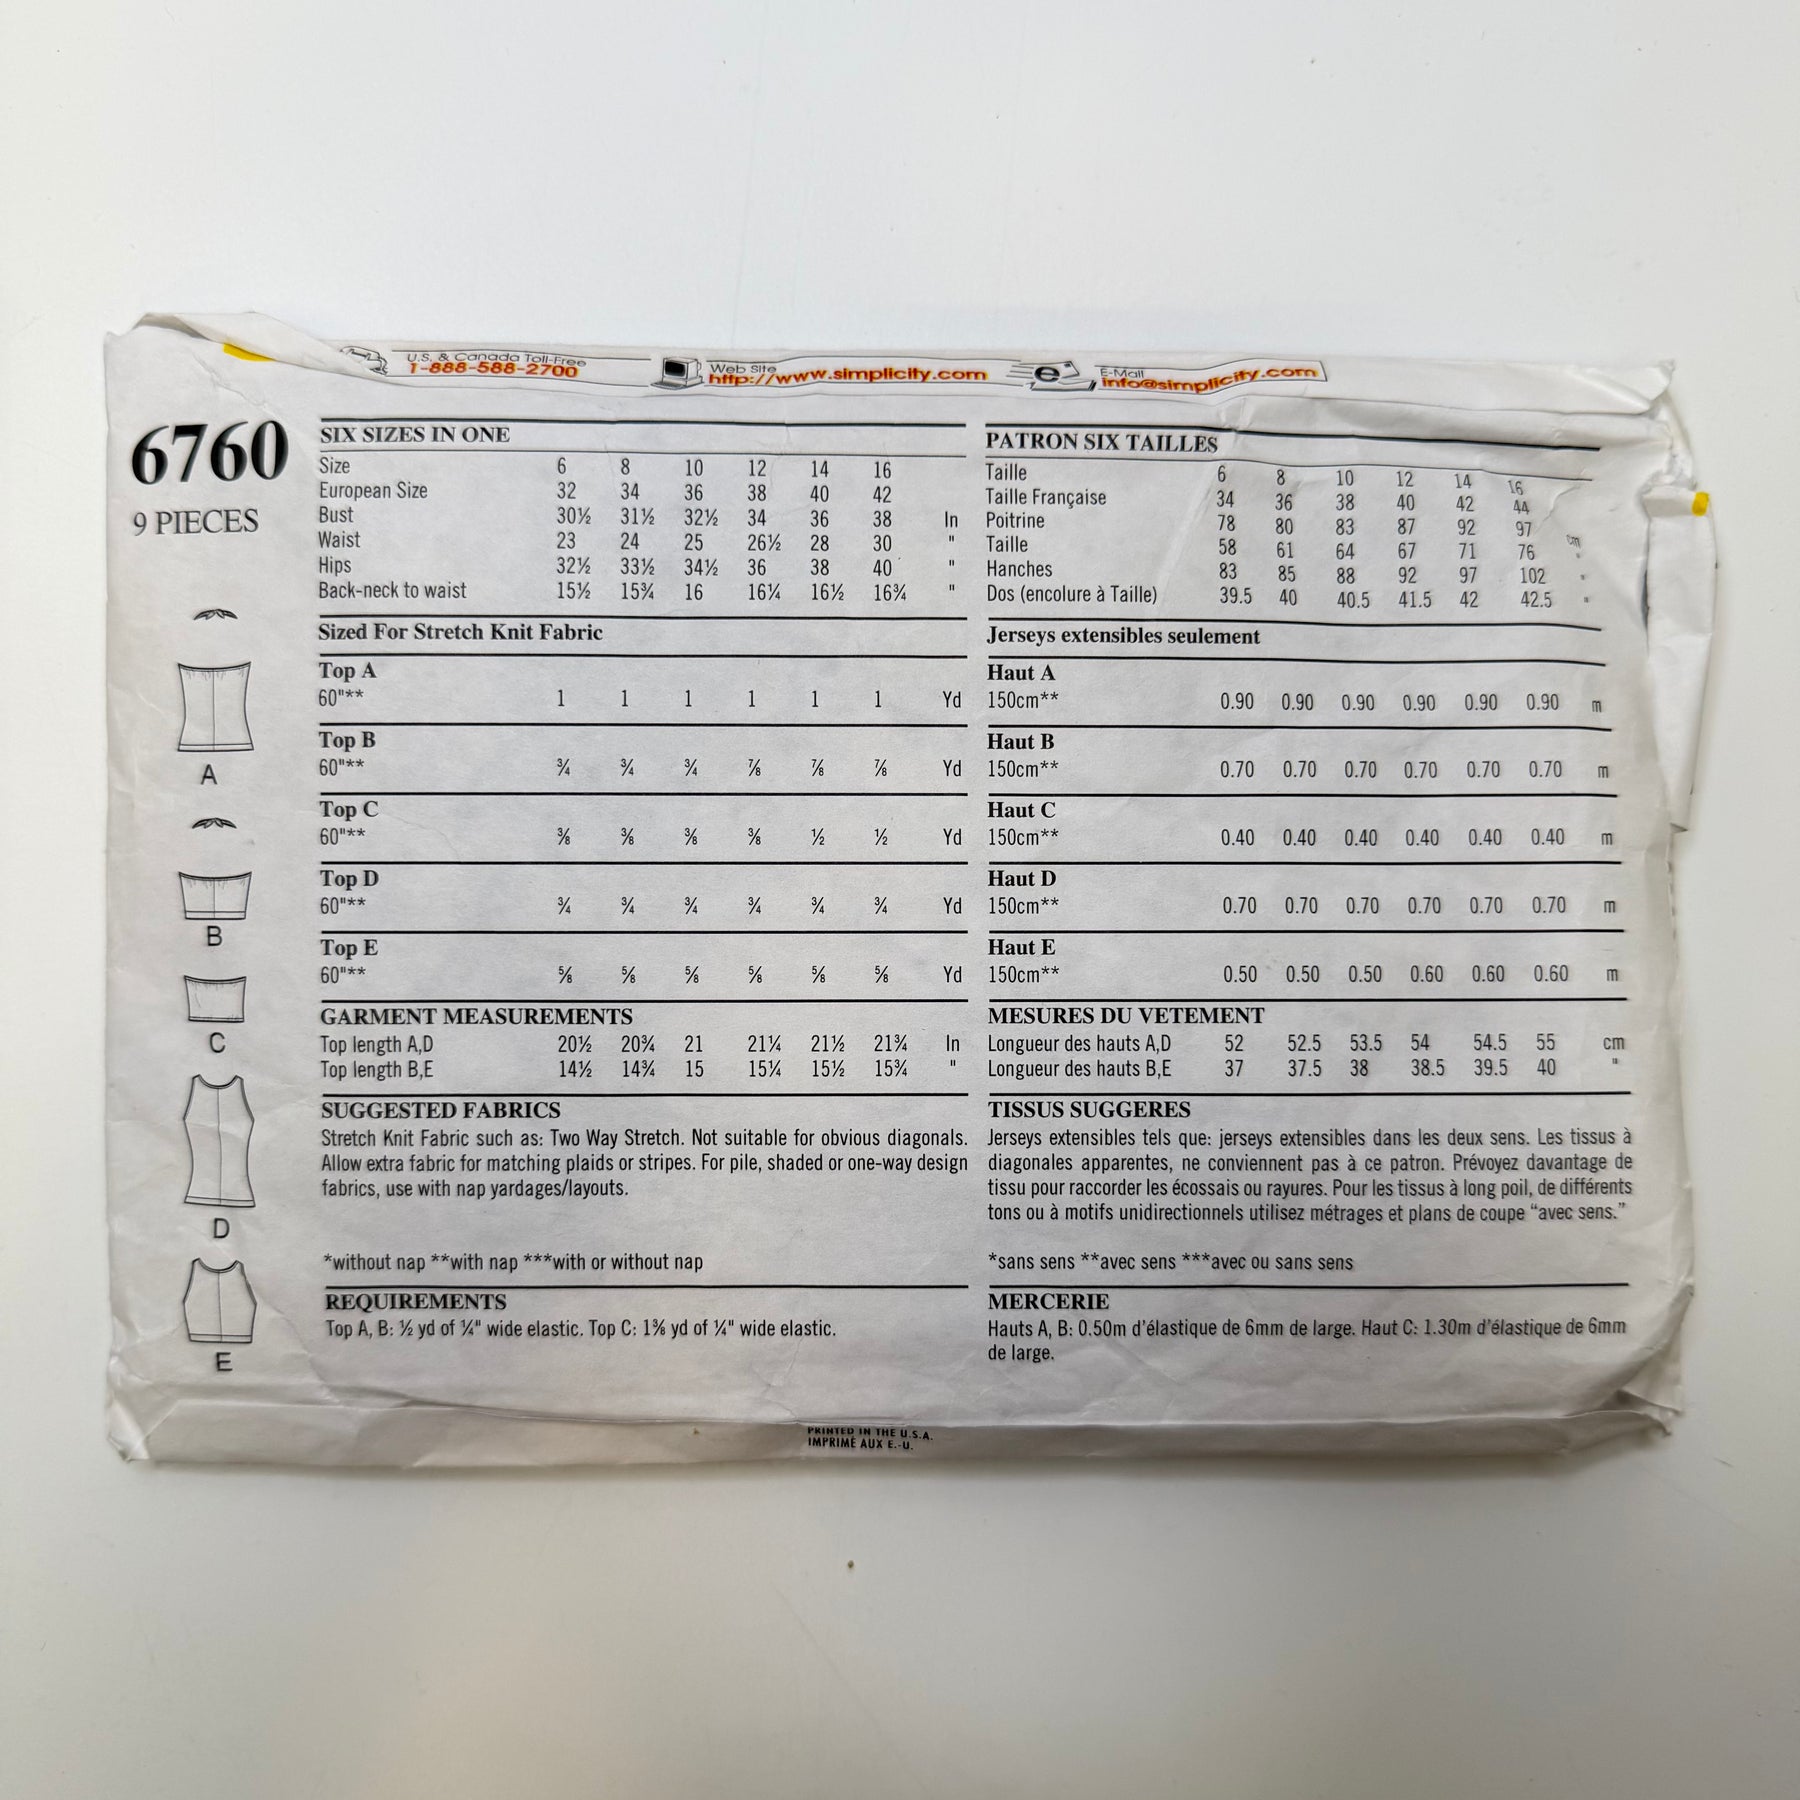 U.S. & Canada Toll-Free
1-888-588-2700
Web Site
http://www.simplicity.com
e
E-Mail
info@simplicity.com
6760
9 PIECES
A
B
C
D
E
SIX SIZES IN ONE
Size 6 8 10 12 14 16
European Size 32 34 36 38 40 42
Bust 30½ 31½ 32½ 34 36 38 In
Waist 23 24 25 26½ 28 30 "
Hips 32½ 33½ 34½ 36 38 40 "
Back-neck to waist 15½ 15¾ 16 16¼ 16½ 16¾ "
Sized For Stretch Knit Fabric
Top A
60"** 1 1 1 1 1 1 Yd
Top B
60"** ¾ ¾ ¾ ⅞ ⅞ ⅞ Yd
Top C
60"** ⅜ ⅜ ⅜ ⅜ ½ ½ Yd
Top D
60"** ¾ ¾ ¾ ¾ ¾ ¾ Yd
Top E
60"** ⅝ ⅝ ⅝ ⅝ ⅝ ⅝ Yd
GARMENT MEASUREMENTS
Top length A,D 20½ 20¾ 21 21¼ 21½ 21¾ In
Top length B,E 14½ 14¾ 15 15¼ 15½ 15¾ "
SUGGESTED FABRICS
Stretch Knit Fabric such as: Two Way Stretch. Not suitable for obvious diagonals.
Allow extra fabric for matching plaids or stripes. For pile, shaded or one-way design
fabrics, use with nap yardages/layouts.
*without nap **with nap ***with or without nap
REQUIREMENTS
Top A, B: ½ yd of ¼" wide elastic. Top C: 1⅜ yd of ¼" wide elastic.
PATRON SIX TAILLES
Taille 6 8 10 12 14 16
Taille Française 34 36 38 40 42 44
Poitrine 78 80 83 87 92 97 cm
Taille 58 61 64 67 71 76 "
Hanches 83 85 88 92 97 102 "
Dos (encolure à Taille) 39.5 40 40.5 41.5 42 42.5 "
Jerseys extensibles seulement
Haut A
150cm** 0.90 0.90 0.90 0.90 0.90 0.90 m
Haut B
150cm** 0.70 0.70 0.70 0.70 0.70 0.70 m
Haut C
150cm** 0.40 0.40 0.40 0.40 0.40 0.40 m
Haut D
150cm** 0.70 0.70 0.70 0.70 0.70 0.70 m
Haut E
150cm** 0.50 0.50 0.50 0.60 0.60 0.60 m
MESURES DU VETEMENT
Longueur des hauts A,D 52 52.5 53.5 54 54.5 55 cm
Longueur des hauts B,E 37 37.5 38 38.5 39.5 40 "
TISSUS SUGGERES
Jerseys extensibles tels que: jerseys extensibles dans les deux sens. Les tissus à
diagonales apparentes, ne conviennent pas à ce patron. Prévoyez davantage de
tissu pour raccorder les écossais ou rayures. Pour les tissus à long poil, de différents
tons ou à motifs unidirectionnels utilisez métrages et plans de coupe “avec sens.”
*sans sens **avec sens ***avec ou sans sens
MERCERIE
Hauts A, B: 0.50m d'élastique de 6mm de large. Haut C: 1.30m d'élastique de 6mm
de large.
PRINTED IN THE U.S.A.
IMPRIMÉ AUX E.-U.